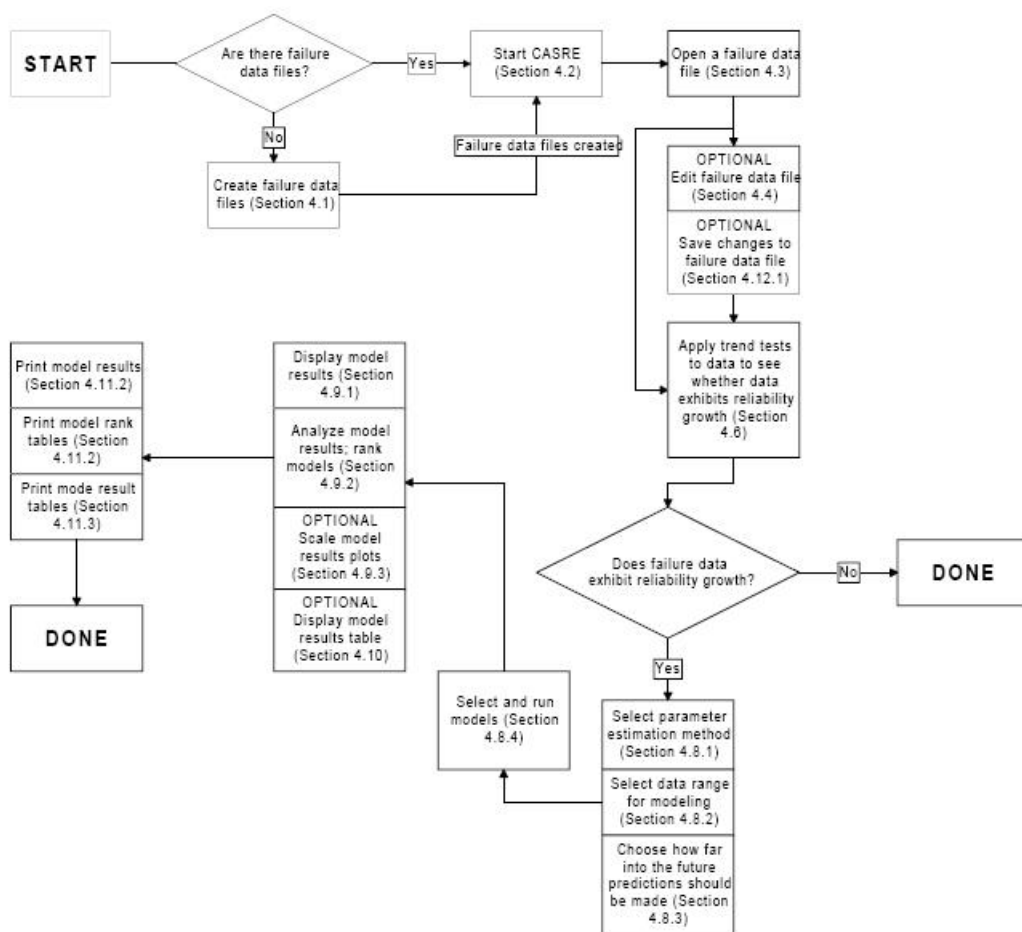 START
Are there failure
data files?
Yes
Start CASRE
(Section 4.2)
Open a failure data
file (Section 4.3)
No
Failure data files created
Create failure data
files (Section 4.1)
OPTIONAL
Edit failure data file
(Section 4.4)
OPTIONAL
Save changes to
failure data file
(Section 4.12.1)
Apply trend tests
to data to see
whether data
exhibits reliability
growth (Section
4.6)
Does failure data
exhibit reliability growth?
No
DONE
Yes
Select parameter
estimation method
(Section 4.8.1)
Select data range
for modeling
(Section 4.8.2)
Choose how far
into the future
predictions should
be made (Section
4.8.3)
Select and run
models (Section
4.8.4)
Display model
results (Section
4.9.1)
Analyze model
results; rank
models (Section
4.9.2)
OPTIONAL
Scale model
results plots
(Section 4.9.3)
OPTIONAL
Display model
results table
(Section 4.10)
Print model results
(Section 4.11.2)
Print model rank
tables (Section
4.11.2)
Print mode result
tables (Section
4.11.3)
DONE